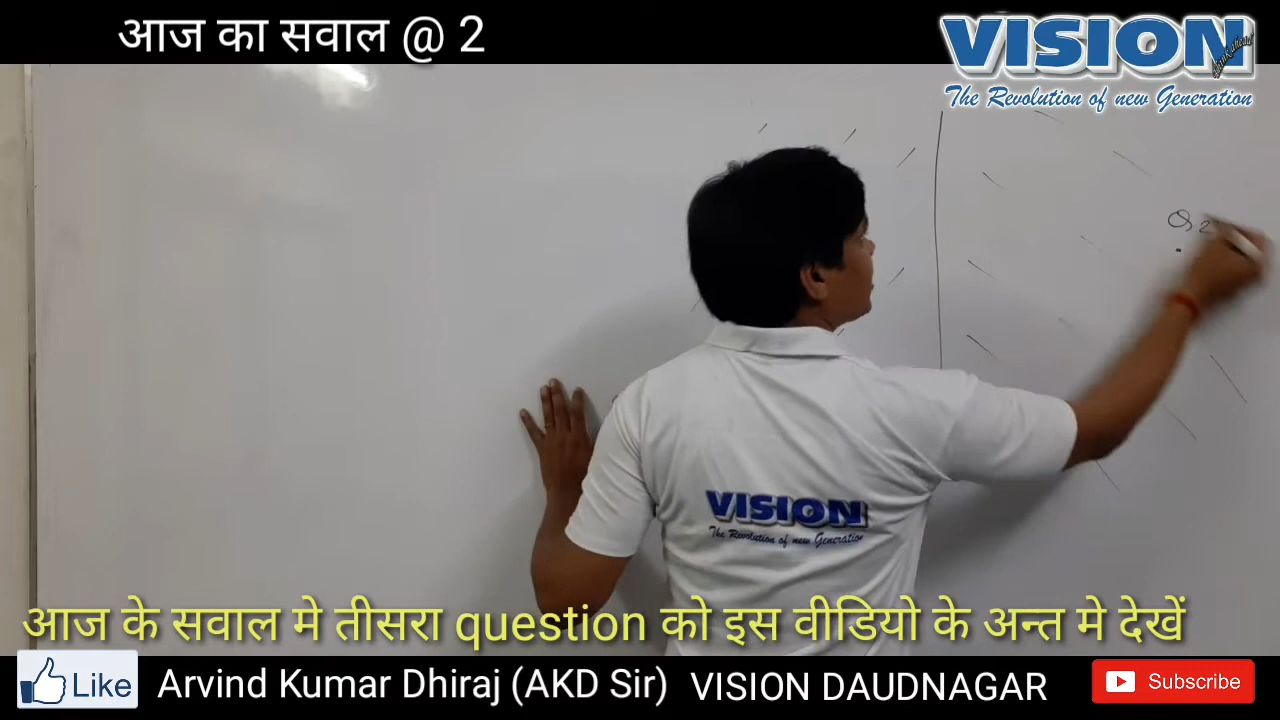 आज का सवाल @ 2
VISION
The Revolution of new Generation
Q 2
VISION
The Revolution of new Generation
आज के सवाल मे तीसरा question को इस वीडियो के अन्त मे देखें
Like
Arvind Kumar Dhiraj (AKD Sir)
VISION DAUDNAGAR
Subscribe